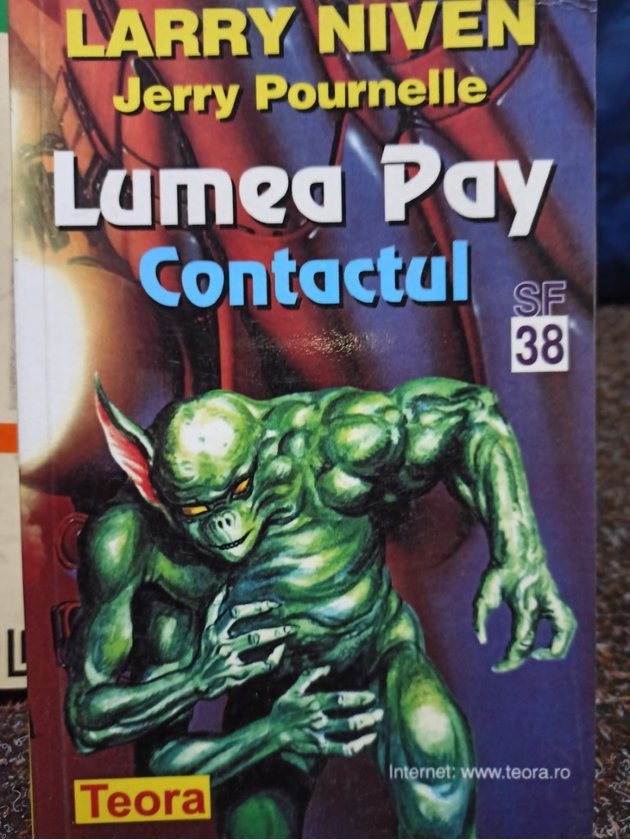 LARRY NIVEN
Jerry Pournelle
Lumea Pay
Contactul
SF
38
Internet: www.teora.ro
Teora